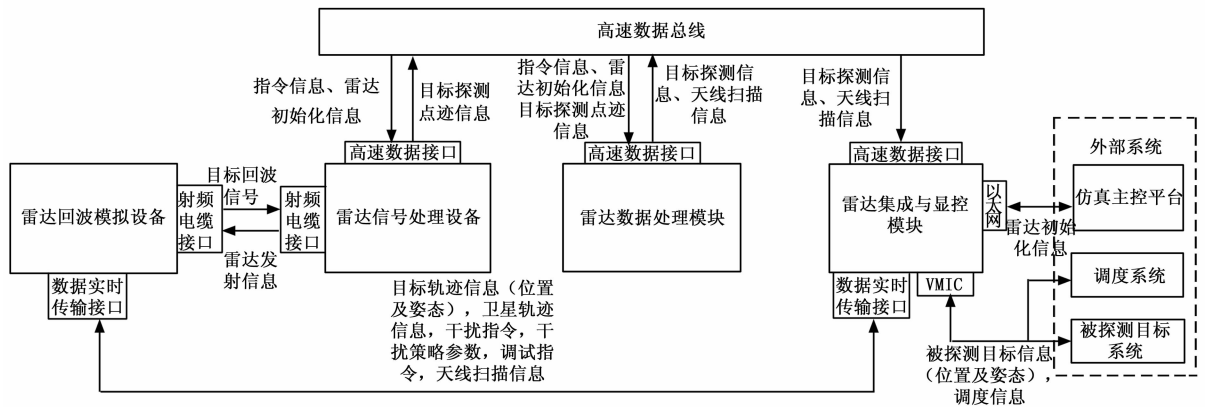 高速数据总线
指令信息、雷达
初始化信息
目标探测
点迹信息
指令信息、雷
达初始化信息
目标探测点迹
信息
目标探测信
息、天线扫描
信息
目标探测信
息、天线扫
描信息
高速数据接口
高速数据接口
高速数据接口
外部系统
雷达回波模拟设备
射频
电缆
接口
目标回波
信号
雷达发
射信息
射频
电缆
接口
雷达信号处理设备
雷达数据处理模块
雷达集成与显控
模块
以太网
仿真主控平台
雷达初始
化信息
数据实时
传输接口
目标轨迹信息（位置
及姿态），卫星轨迹
信息，干扰指令，干
扰策略参数，调试指
令，天线扫描信息
数据实时
传输接口
VMIC
调度系统
被探测目标
系统
被探测目标信息
（位置及姿态），
调度信息